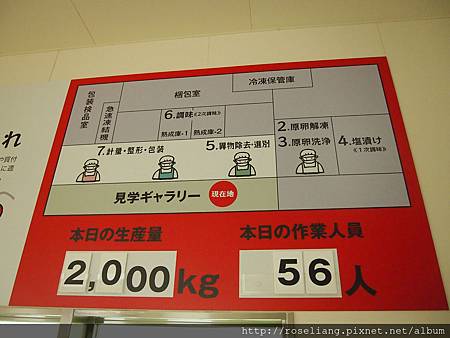 冷凍保管庫
梱包室
包装検品室
急速凍結機
6.調味《2次調味》
熟成庫-1 熟成庫-2
2.原卵解凍
3.原卵洗浄
4.塩漬け
《1次調味》
7.計量・整形・包装
5.異物除去・選別
見学ギャラリー
現在地
本日の生産量
2,000kg
本日の作業人員
56人
れ
http://roseliang.pixnet.net/album